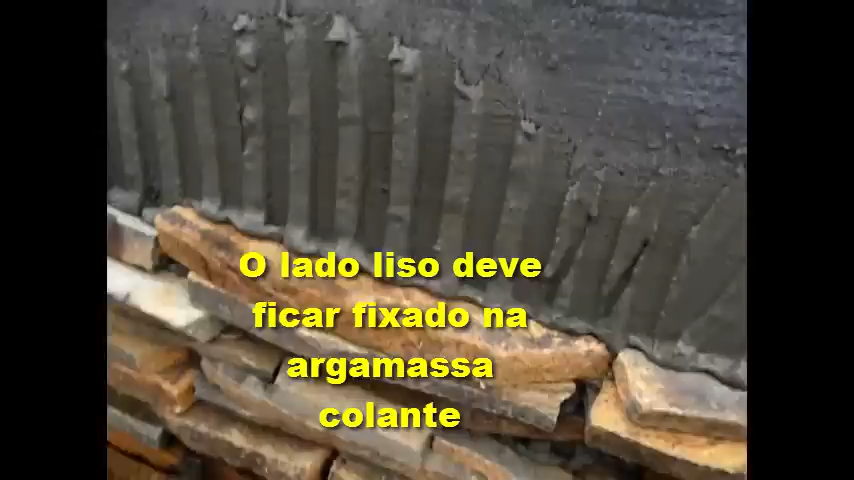 O lado liso deve
ficar fixado na
argamassa
colante